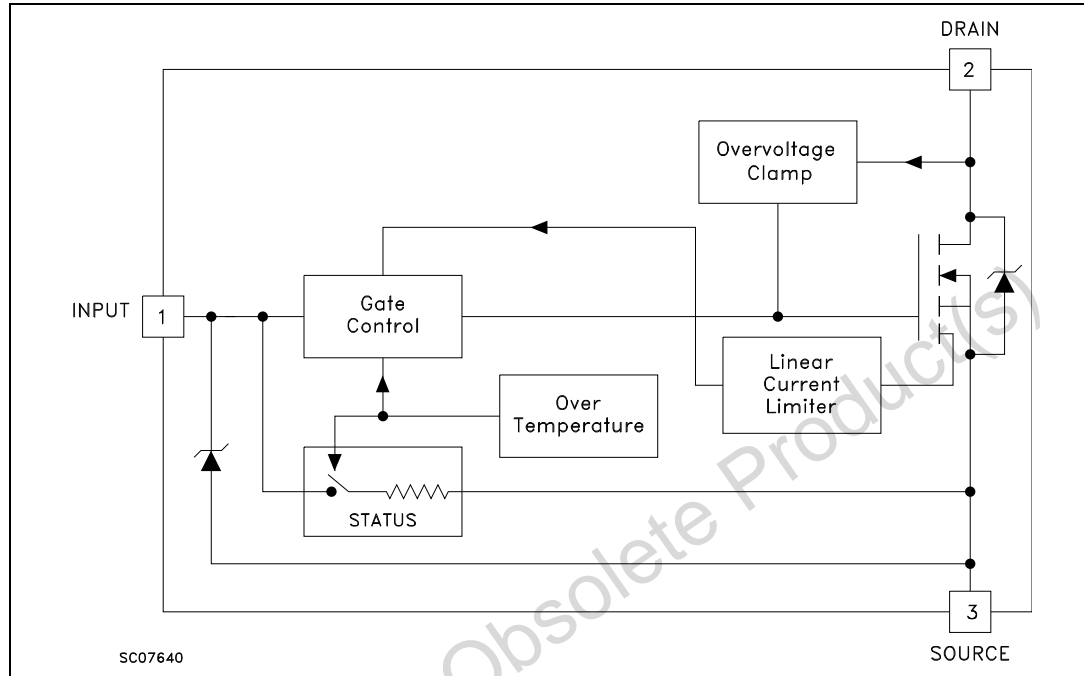 DRAIN
2
Overvoltage
Clamp
INPUT
1
Gate
Control
Linear
Current
Limiter
Over
Temperature
STATUS
3
SOURCE
SC07640
Obsolete Product(s)